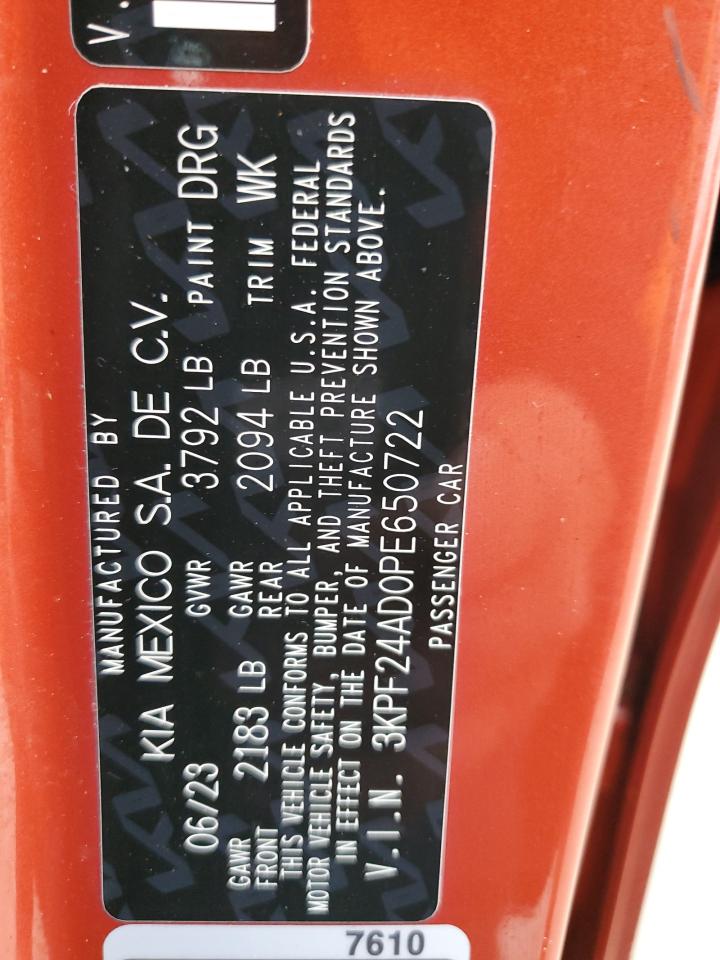 V.
MANUFACTURED BY
KIA MEXICO S.A. DE C.V.
06/23 GVWR 3792 LB PAINT DRG
GAWR FRONT 2183 LB GAWR REAR 2094 LB TRIM WK
THIS VEHICLE CONFORMS TO ALL APPLICABLE U.S.A. FEDERAL
MOTOR VEHICLE SAFETY, BUMPER, AND THEFT PREVENTION STANDARDS
IN EFFECT ON THE DATE OF MANUFACTURE SHOWN ABOVE.
V.I.N. 3KPF24AD0PE650722
PASSENGER CAR
7610